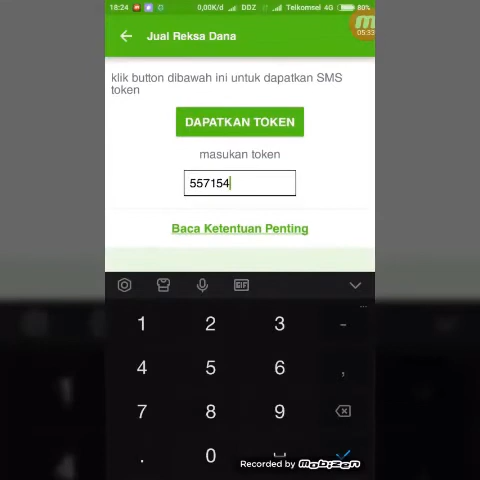 18:24 0,00K/d DDZ Telkomsel 4G 80%
05:33
Jual Reksa Dana
klik button dibawah ini untuk dapatkan SMS
token
DAPATKAN TOKEN
masukan token
557154
Baca Ketentuan Penting
GIF
1 2 3 -
4 5 6 ,
7 8 9
. 0
Recorded by Mobizen